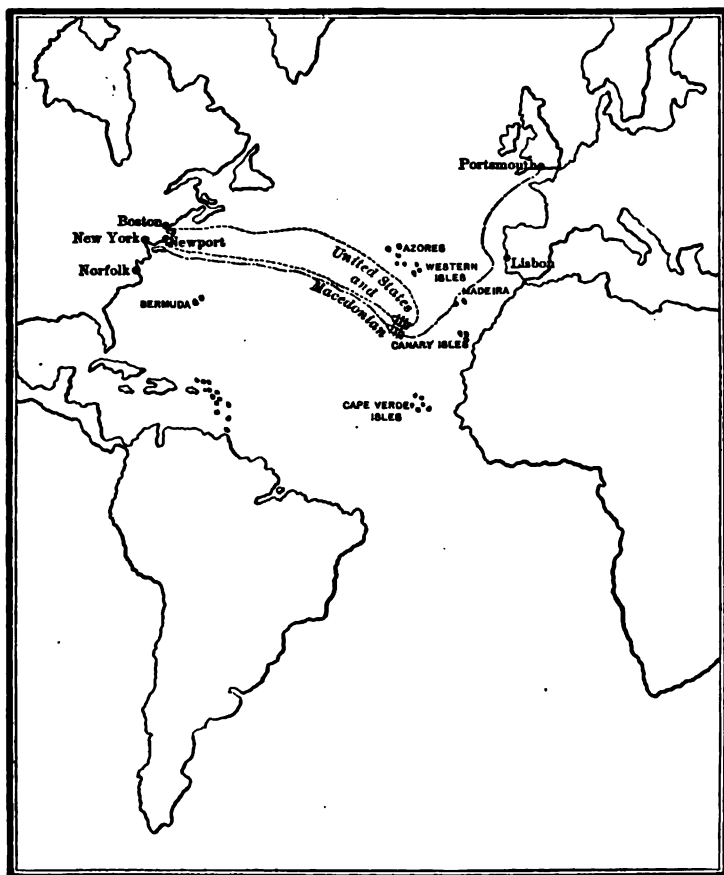 Portsmouth
Boston
New York
Newport
Norfolk
BERMUDA
AZORES
WESTERN
ISLES
Lisbon
MADEIRA
United States
and
Macedonian
CANARY ISLES
CAPE VERDE
ISLES